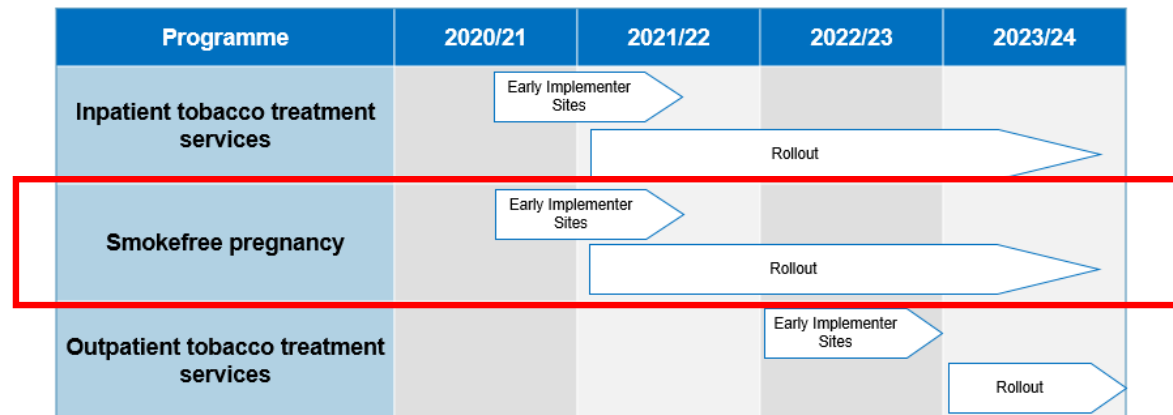 Programme 2020/21 2021/22 2022/23 2023/24
Inpatient tobacco treatment
services
Early Implementer
Sites
Rollout
Smokefree pregnancy
Early Implementer
Sites
Rollout
Outpatient tobacco treatment
services
Early Implementer
Sites
Rollout